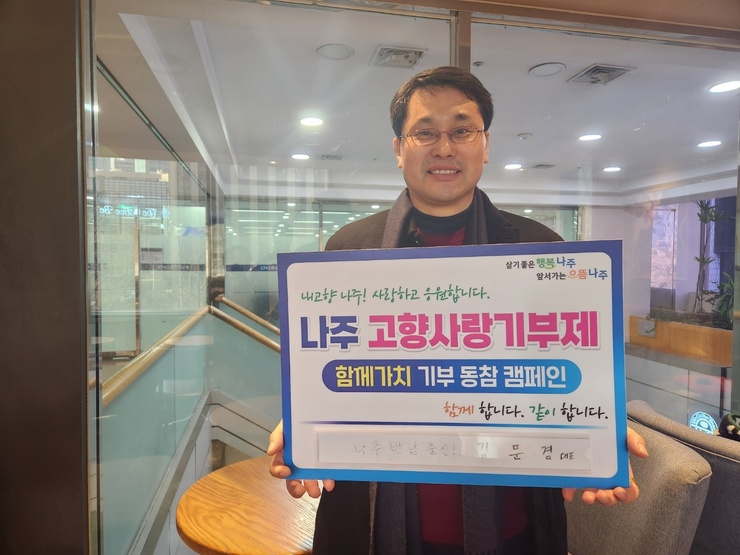 살기좋은 행복나주
앞서가는 으뜸나주
내고향 나주! 사랑하고 응원합니다.
나주 고향사랑기부제
함께가치 기부 동참 캠페인
함께 합니다. 같이 합니다.
나주 반남출신! 김 문 경 대표